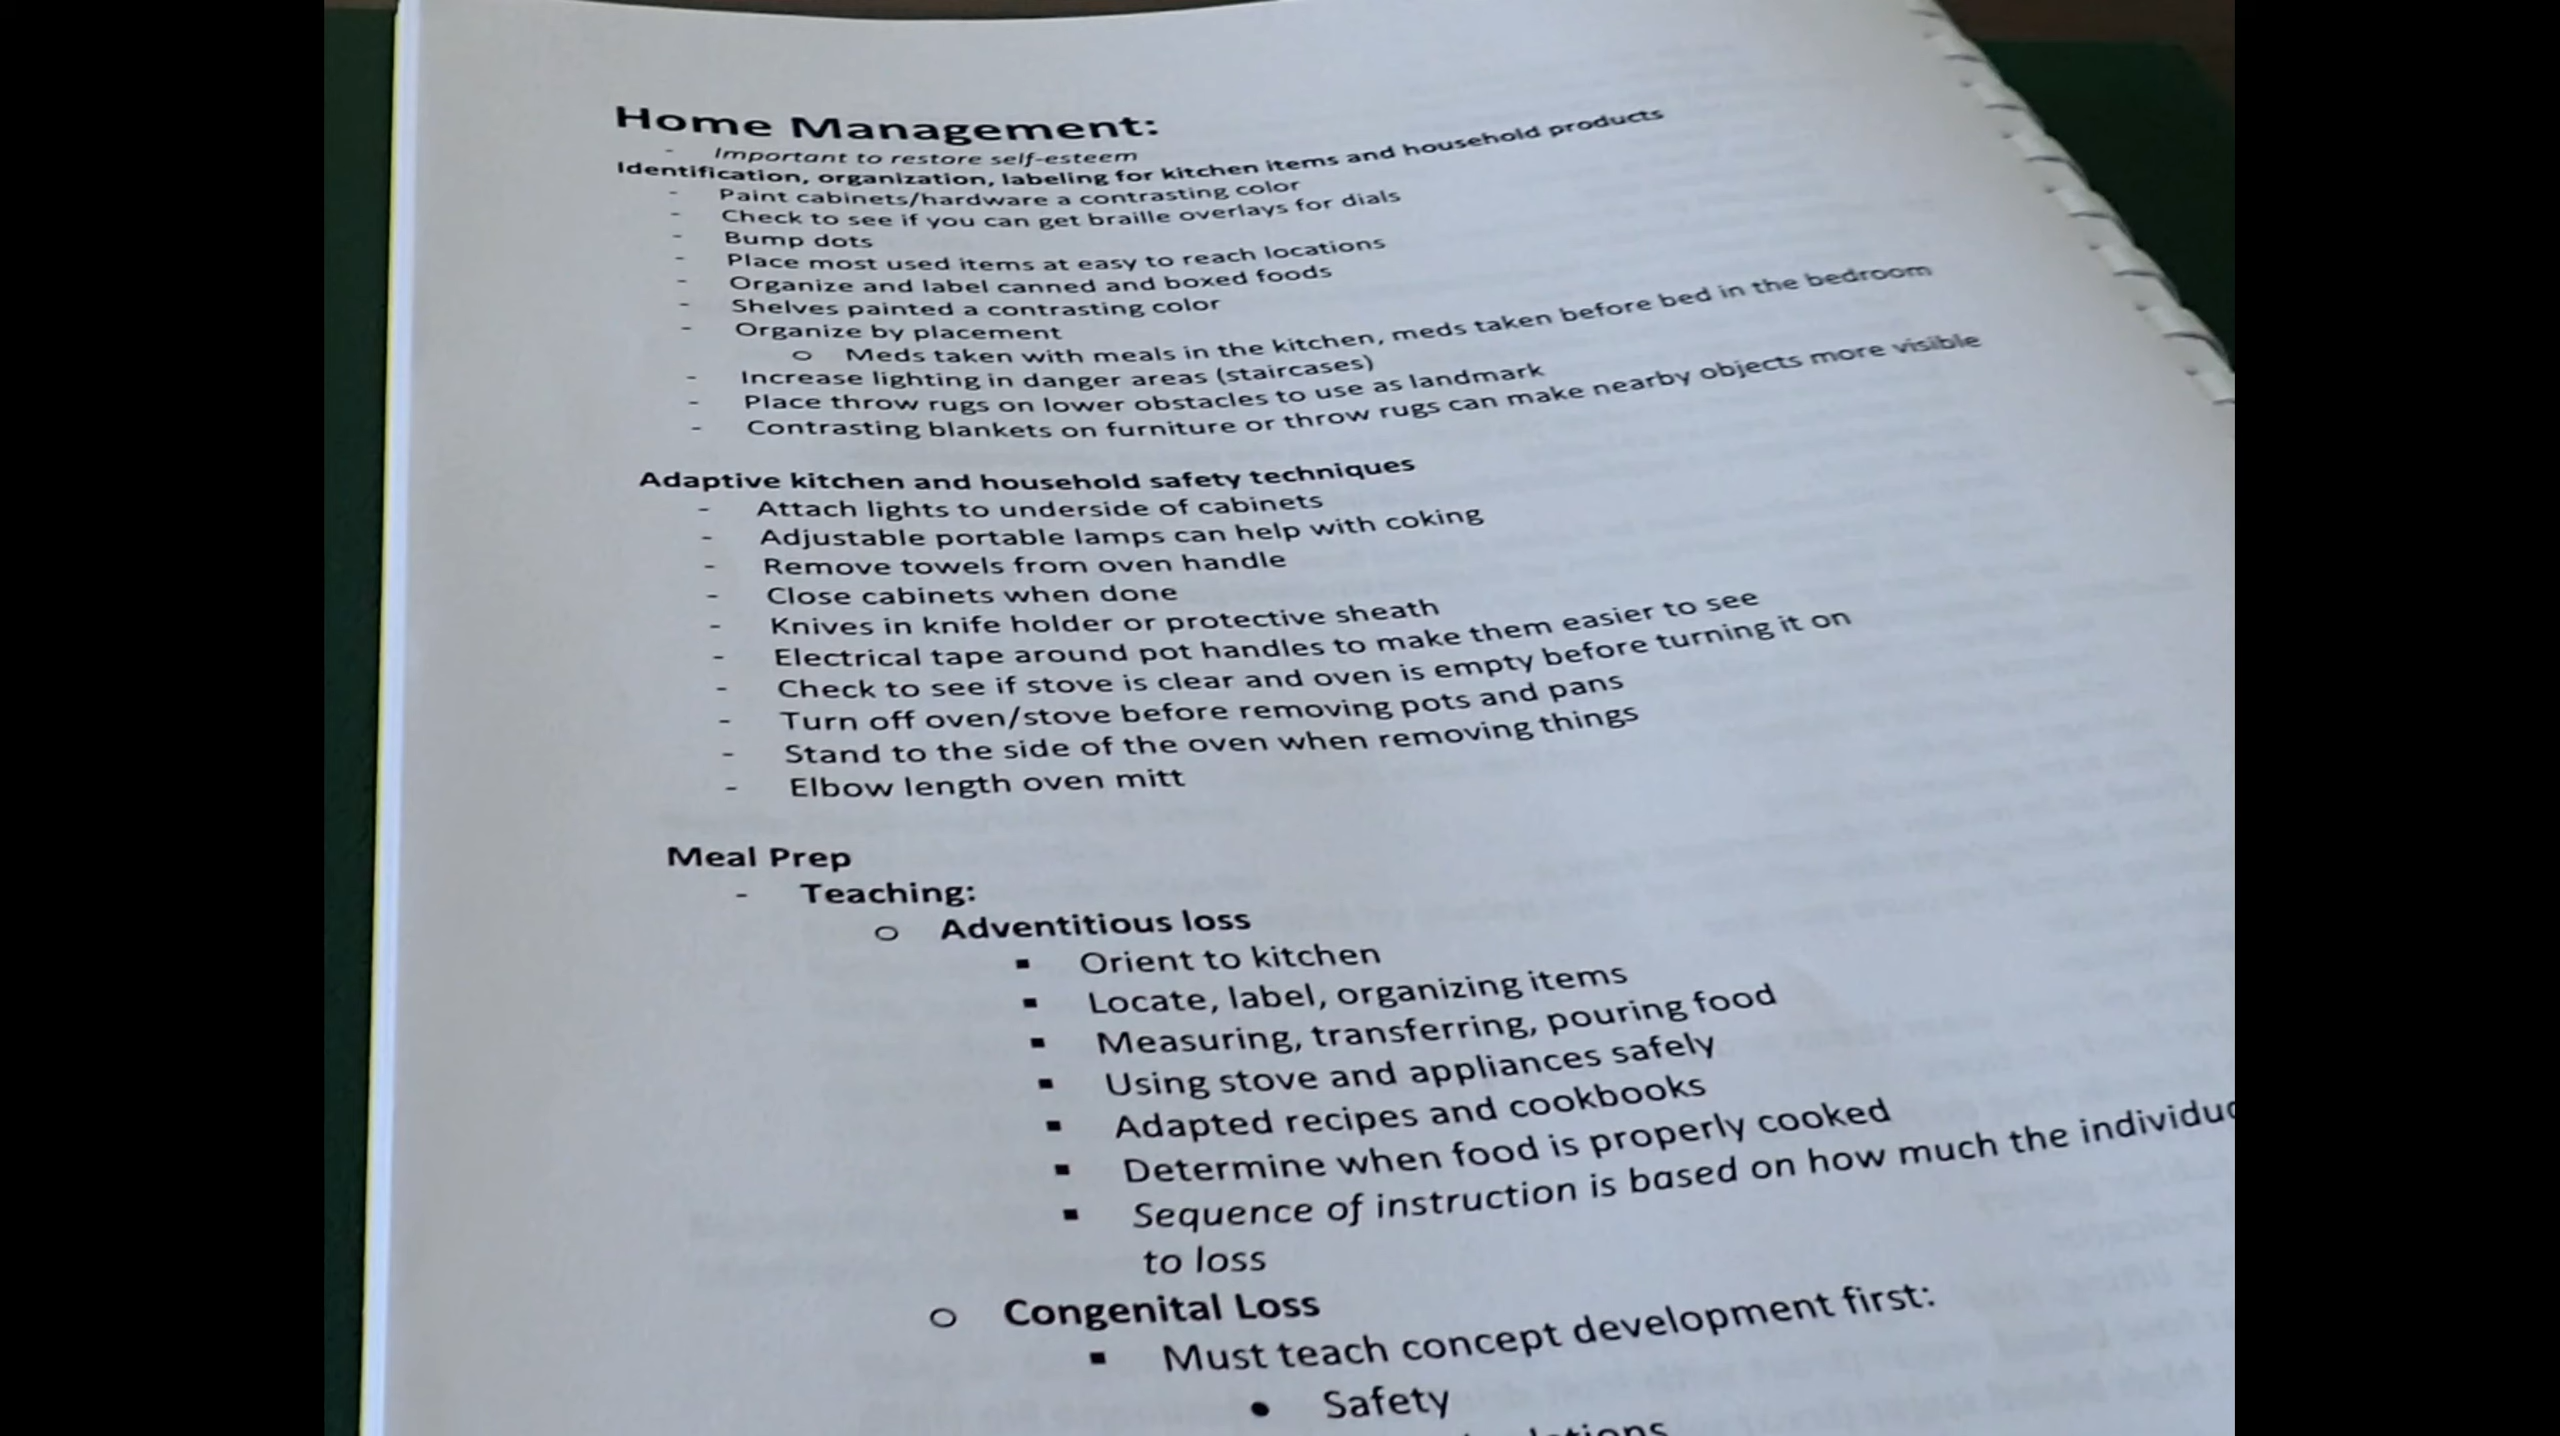 Home Management:
- Important to restore self-esteem
Identification, organization, labeling for kitchen items and household products
- Paint cabinets/hardware a contrasting color
- Check to see if you can get braille overlays for dials
- Bump dots
- Place most used items at easy to reach locations
- Organize and label canned and boxed foods
- Shelves painted a contrasting color
- Organize by placement
o Meds taken with meals in the kitchen, meds taken before bed in the bedroom
- Increase lighting in danger areas (staircases)
- Place throw rugs on lower obstacles to use as landmark
- Contrasting blankets on furniture or throw rugs can make nearby objects more visible
Adaptive kitchen and household safety techniques
- Attach lights to underside of cabinets
- Adjustable portable lamps can help with coking
- Remove towels from oven handle
- Close cabinets when done
- Knives in knife holder or protective sheath
- Electrical tape around pot handles to make them easier to see
- Check to see if stove is clear and oven is empty before turning it on
- Turn off oven/stove before removing pots and pans
- Stand to the side of the oven when removing things
- Elbow length oven mitt
Meal Prep
- Teaching:
o Adventitious loss
▪ Orient to kitchen
▪ Locate, label, organizing items
▪ Measuring, transferring, pouring food
▪ Using stove and appliances safely
▪ Adapted recipes and cookbooks
▪ Determine when food is properly cooked
▪ Sequence of instruction is based on how much the
to loss
o Congenital Loss
▪ Must teach concept development first:
• Safety